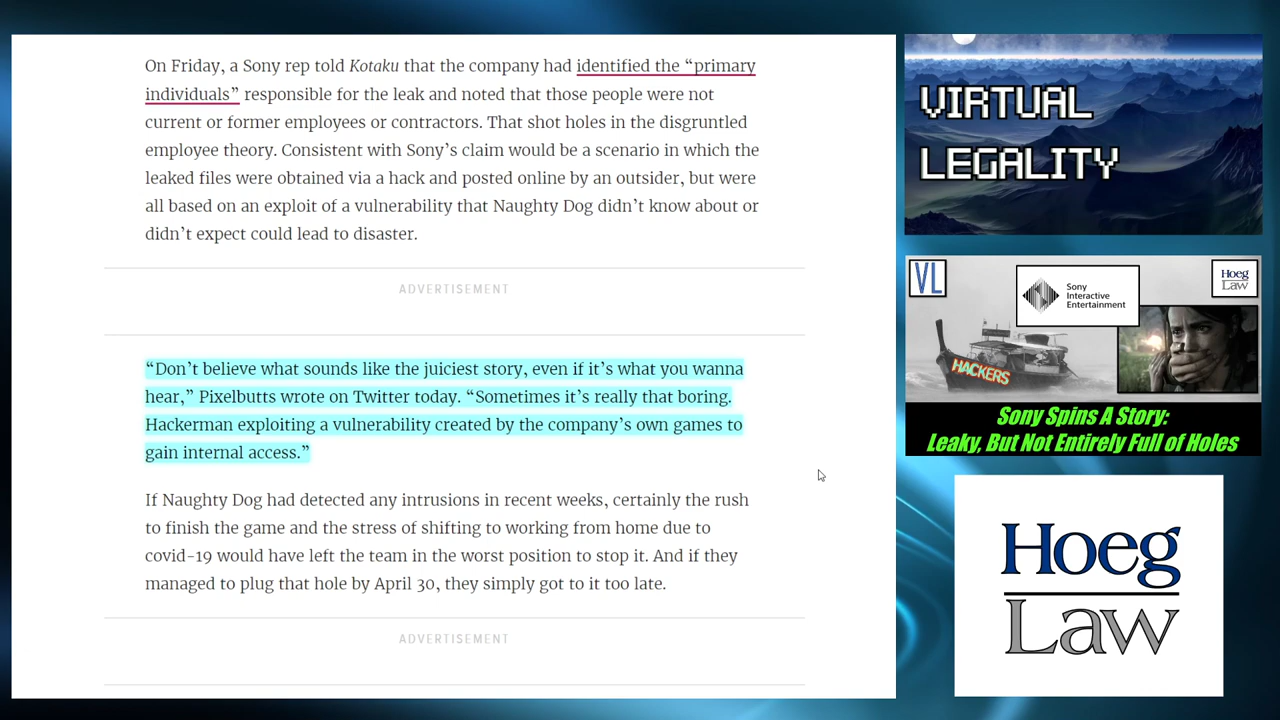 On Friday, a Sony rep told Kotaku that the company had identified the “primary
individuals” responsible for the leak and noted that those people were not
current or former employees or contractors. That shot holes in the disgruntled
employee theory. Consistent with Sony’s claim would be a scenario in which the
leaked files were obtained via a hack and posted online by an outsider, but were
all based on an exploit of a vulnerability that Naughty Dog didn’t know about or
didn’t expect could lead to disaster.
ADVERTISEMENT
“Don’t believe what sounds like the juiciest story, even if it’s what you wanna
hear,” Pixelbutts wrote on Twitter today. “Sometimes it’s really that boring.
Hackerman exploiting a vulnerability created by the company’s own games to
gain internal access.”
If Naughty Dog had detected any intrusions in recent weeks, certainly the rush
to finish the game and the stress of shifting to working from home due to
covid-19 would have left the team in the worst position to stop it. And if they
managed to plug that hole by April 30, they simply got to it too late.
ADVERTISEMENT
VIRTUAL
LEGALITY
VL
Sony
Interactive
Entertainment
Hoeg
Law
HACKERS
Sony Spins A Story:
Leaky, But Not Entirely Full of Holes
Hoeg
Law